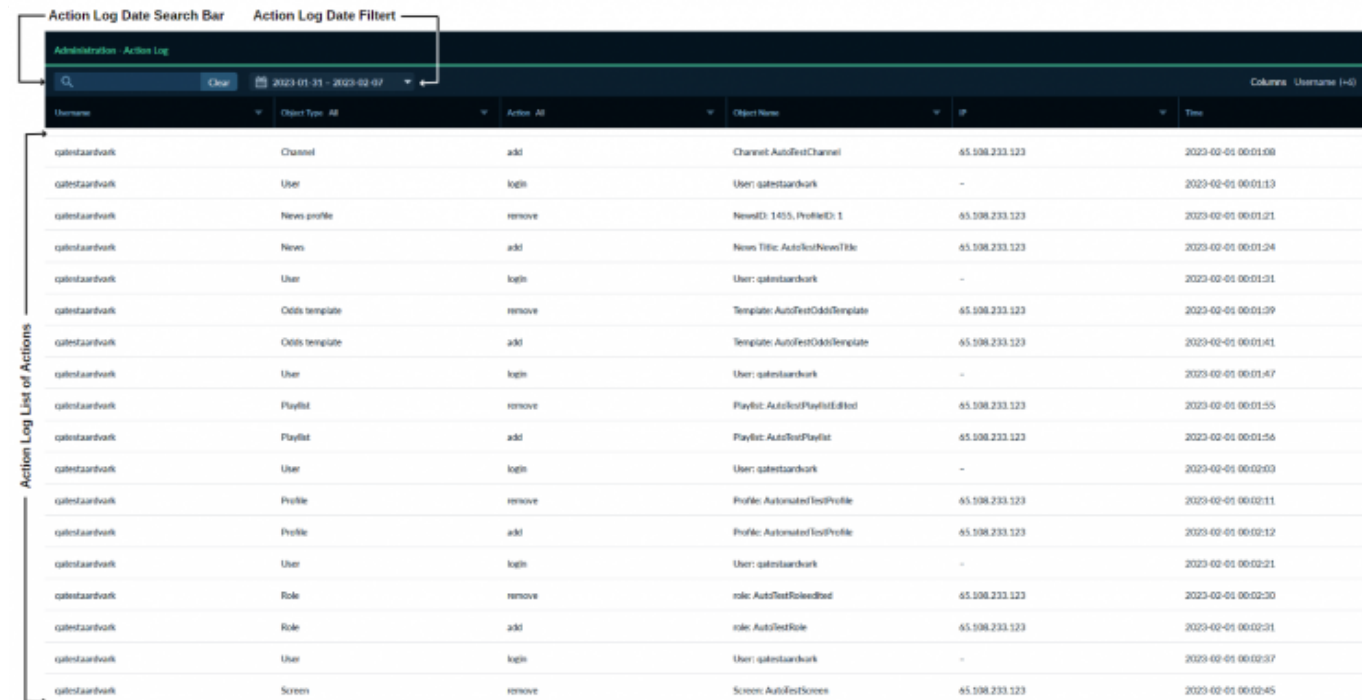 Action Log Date Search Bar Action Log Date Filtert
Administration - Action Log
Clear 2023-01-31 - 2023-02-07 Columns Username (+6)
Username Object Type All Action All Object Name IP Time
qatestaardvark Channel add Channel: AutoTestChannel 65.108.233.123 2023-02-01 00:01:08
qatestaardvark User login User: qatestaardvark - 2023-02-01 00:01:13
qatestaardvark News profile remove NewsID: 1455, ProfileID: 1 65.108.233.123 2023-02-01 00:01:21
qatestaardvark News add News Title: AutoTestNewsTitle 65.108.233.123 2023-02-01 00:01:24
qatestaardvark User login User: qatestaardvark - 2023-02-01 00:01:31
qatestaardvark Odds template remove Template: AutoTestOddsTemplate 65.108.233.123 2023-02-01 00:01:39
qatestaardvark Odds template add Template: AutoTestOddsTemplate 65.108.233.123 2023-02-01 00:01:41
qatestaardvark User login User: qatestaardvark - 2023-02-01 00:01:47
qatestaardvark Playlist remove Playlist: AutoTestPlaylistEdited 65.108.233.123 2023-02-01 00:01:55
qatestaardvark Playlist add Playlist: AutoTestPlaylist 65.108.233.123 2023-02-01 00:01:56
qatestaardvark User login User: qatestaardvark - 2023-02-01 00:02:03
qatestaardvark Profile remove Profile: AutomatedTestProfile 65.108.233.123 2023-02-01 00:02:11
qatestaardvark Profile add Profile: AutomatedTestProfile 65.108.233.123 2023-02-01 00:02:12
qatestaardvark User login User: qatestaardvark - 2023-02-01 00:02:21
qatestaardvark Role remove role: AutoTestRoleedited 65.108.233.123 2023-02-01 00:02:30
qatestaardvark Role add role: AutoTestRole 65.108.233.123 2023-02-01 00:02:31
qatestaardvark User login User: qatestaardvark - 2023-02-01 00:02:37
qatestaardvark Screen remove Screen: AutoTestScreen 65.108.233.123 2023-02-01 00:02:45
Action Log List of Actions